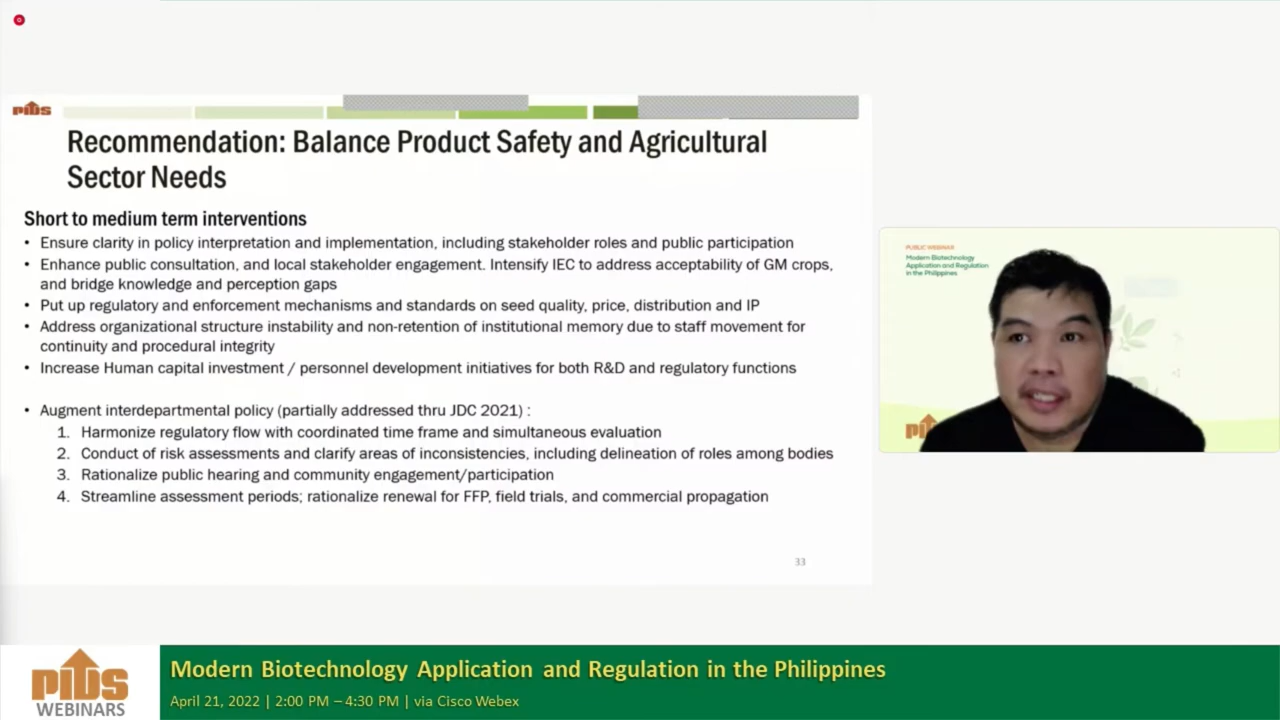 PIDS
Recommendation: Balance Product Safety and Agricultural
Sector Needs
Short to medium term interventions
• Ensure clarity in policy interpretation and implementation, including stakeholder roles and public participation
• Enhance public consultation, and local stakeholder engagement. Intensify IEC to address acceptability of GM crops,
and bridge knowledge and perception gaps
• Put up regulatory and enforcement mechanisms and standards on seed quality, price, distribution and IP
• Address organizational structure instability and non-retention of institutional memory due to staff movement for
continuity and procedural integrity
• Increase Human capital investment / personnel development initiatives for both R&D and regulatory functions
• Augment interdepartmental policy (partially addressed thru JDC 2021) :
1. Harmonize regulatory flow with coordinated time frame and simultaneous evaluation
2. Conduct of risk assessments and clarify areas of inconsistencies, including delineation of roles among bodies
3. Rationalize public hearing and community engagement/participation
4. Streamline assessment periods; rationalize renewal for FFP, field trials, and commercial propagation
33
PUBLIC WEBINAR
Modern Biotechnology
Application and Regulation
in the Philippines
PIDS
WEBINARS
Modern Biotechnology Application and Regulation in the Philippines
April 21, 2022 | 2:00 PM – 4:30 PM | via Cisco Webex